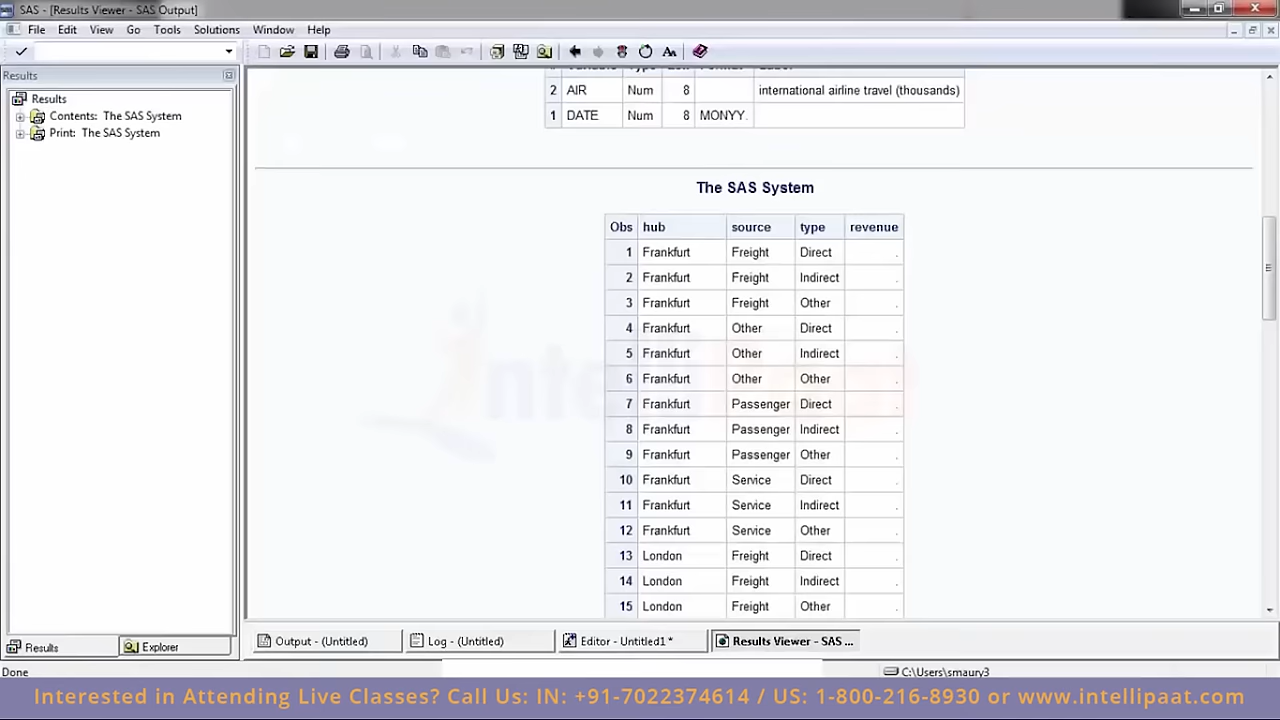 SAS - [Results Viewer - SAS Output]
File Edit View Go Tools Solutions Window Help
Results
Results
Contents: The SAS System
Print: The SAS System
2 AIR Num 8 international airline travel (thousands)
1 DATE Num 8 MONYY.
The SAS System
Obs hub source type revenue
1 Frankfurt Freight Direct .
2 Frankfurt Freight Indirect .
3 Frankfurt Freight Other .
4 Frankfurt Other Direct .
5 Frankfurt Other Indirect .
6 Frankfurt Other Other .
7 Frankfurt Passenger Direct .
8 Frankfurt Passenger Indirect .
9 Frankfurt Passenger Other .
10 Frankfurt Service Direct .
11 Frankfurt Service Indirect .
12 Frankfurt Service Other .
13 London Freight Direct .
14 London Freight Indirect .
15 London Freight Other .
Results Explorer
Output - (Untitled) Log - (Untitled) Editor - Untitled1 * Results Viewer - SAS ...
Done C:\Users\smaury3
Interested in Attending Live Classes? Call Us: IN: +91-7022374614 / US: 1-800-216-8930 or www.intellipaat.com